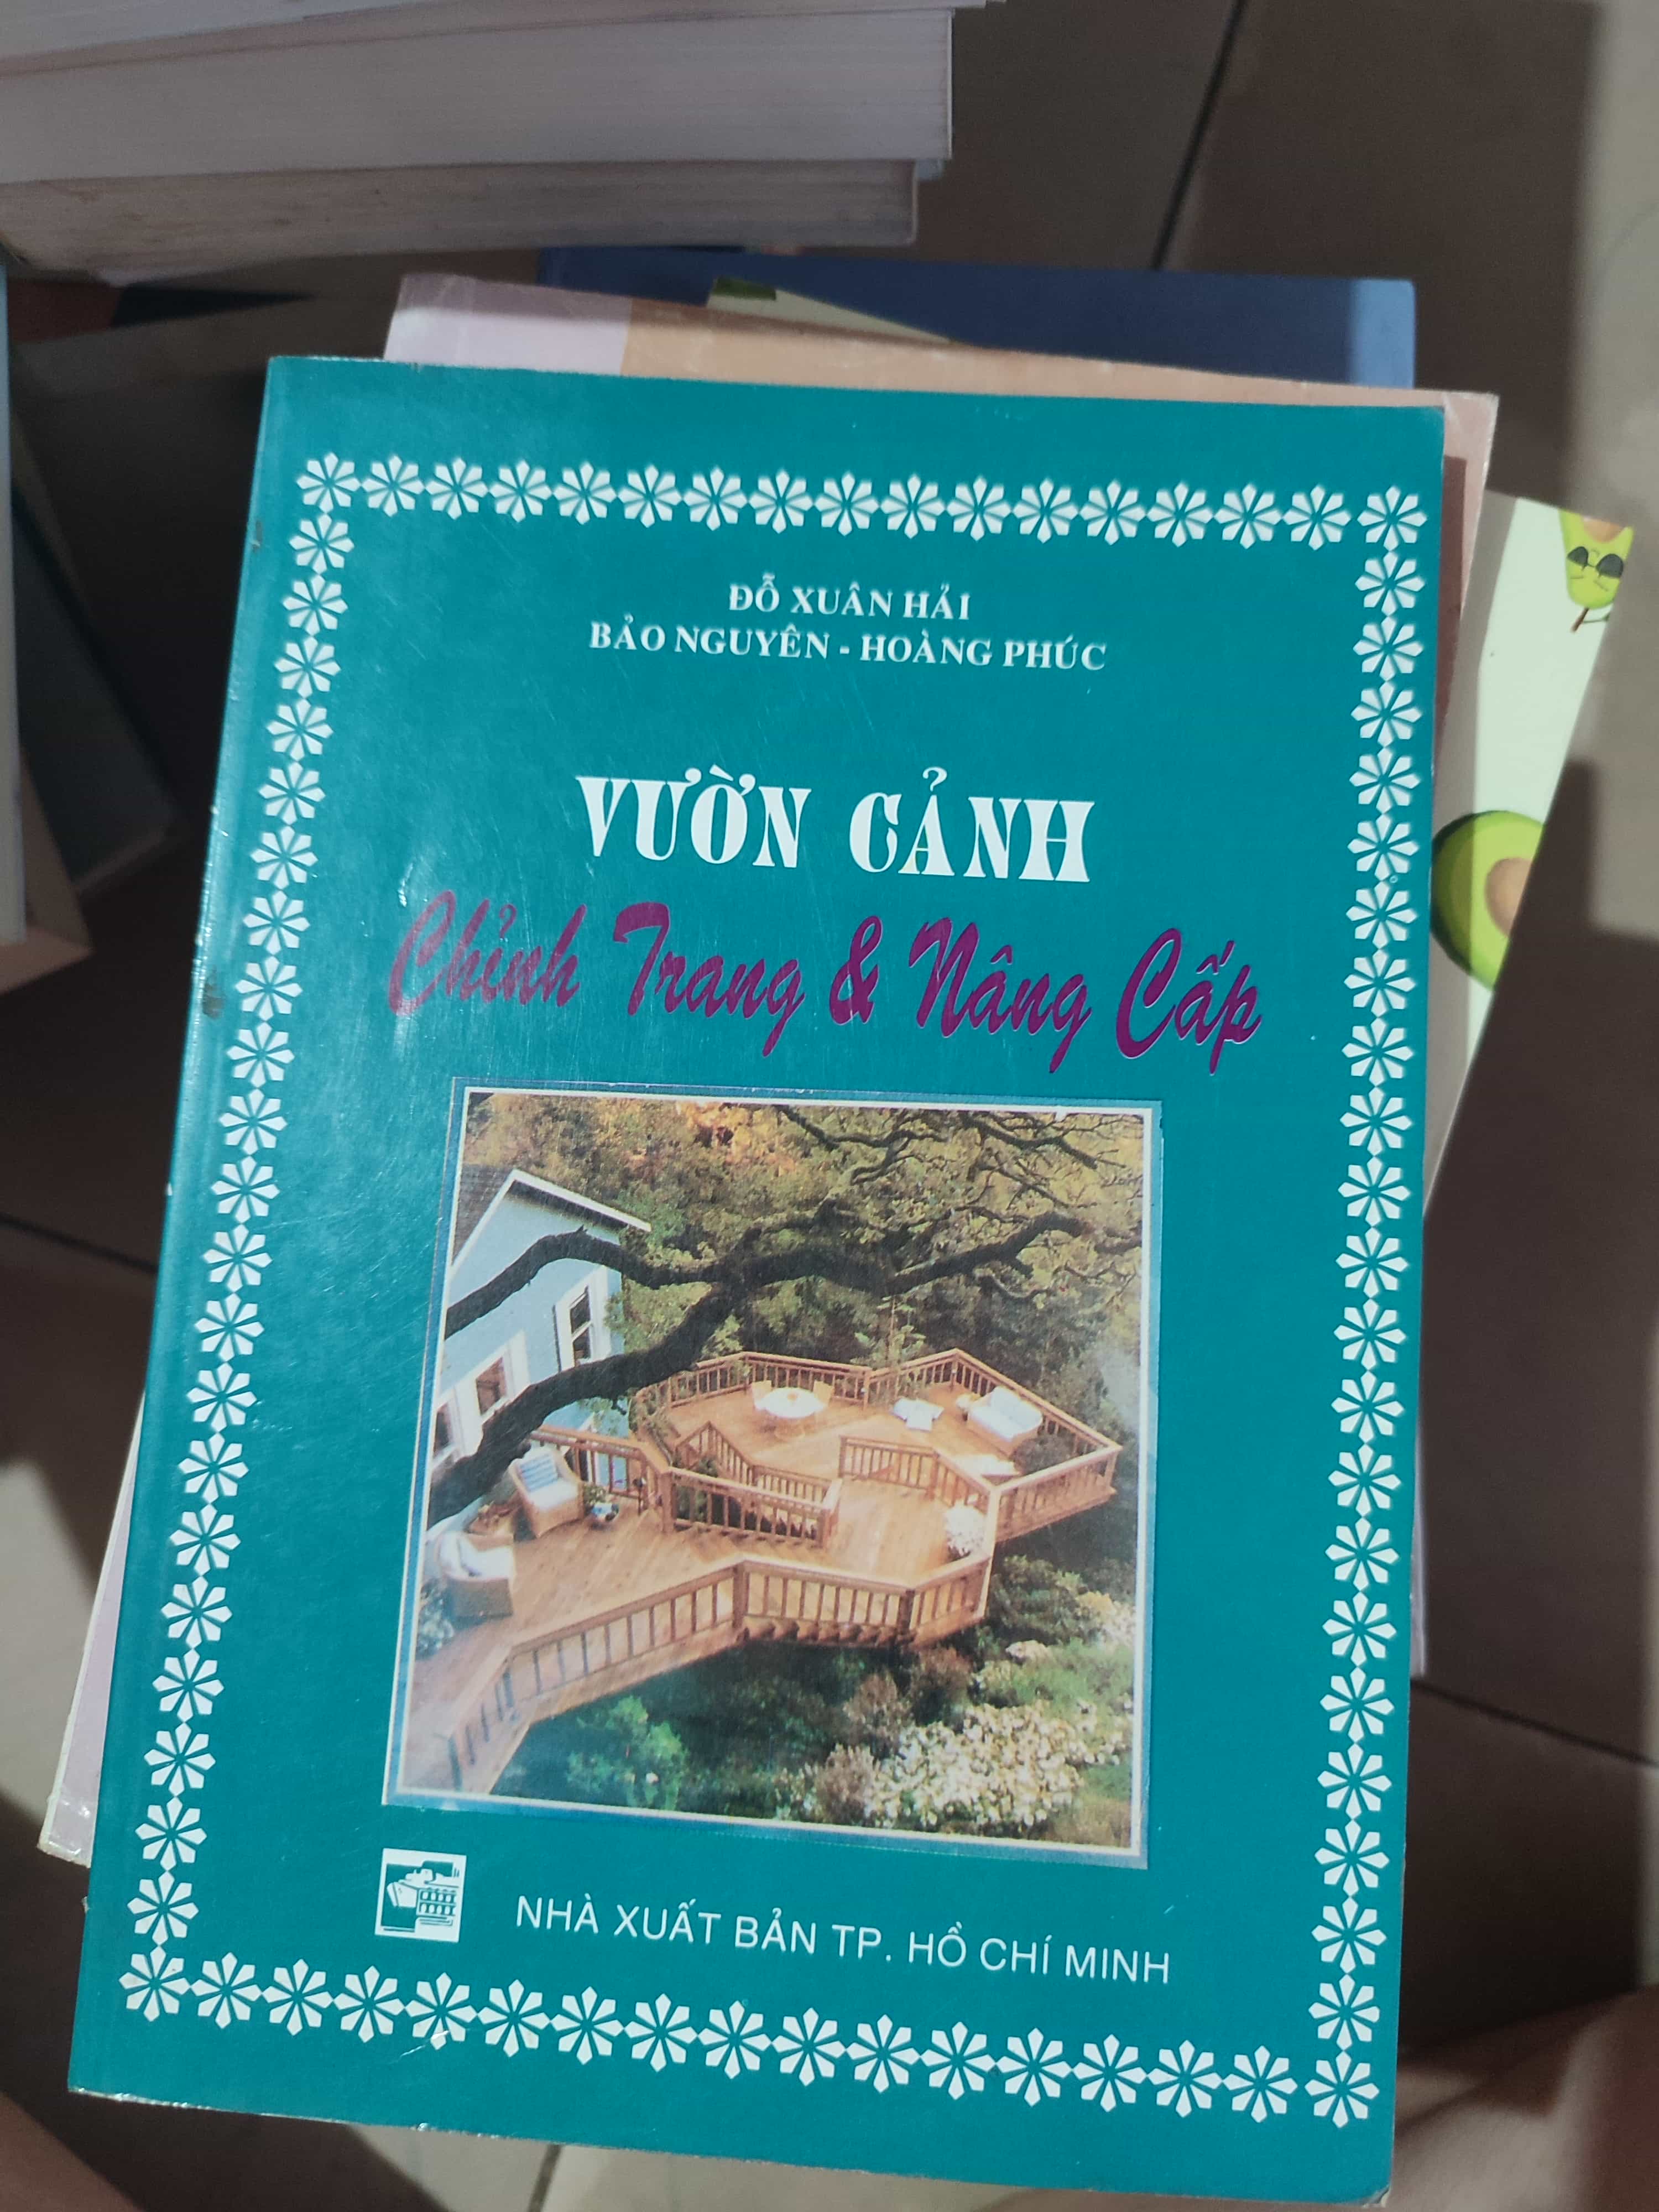 ĐỖ XUÂN HẢI
BẢO NGUYÊN - HOÀNG PHÚC
VƯỜN CẢNH
Chỉnh Trang & Nâng Cấp
NHÀ XUẤT BẢN TP. HỒ CHÍ MINH